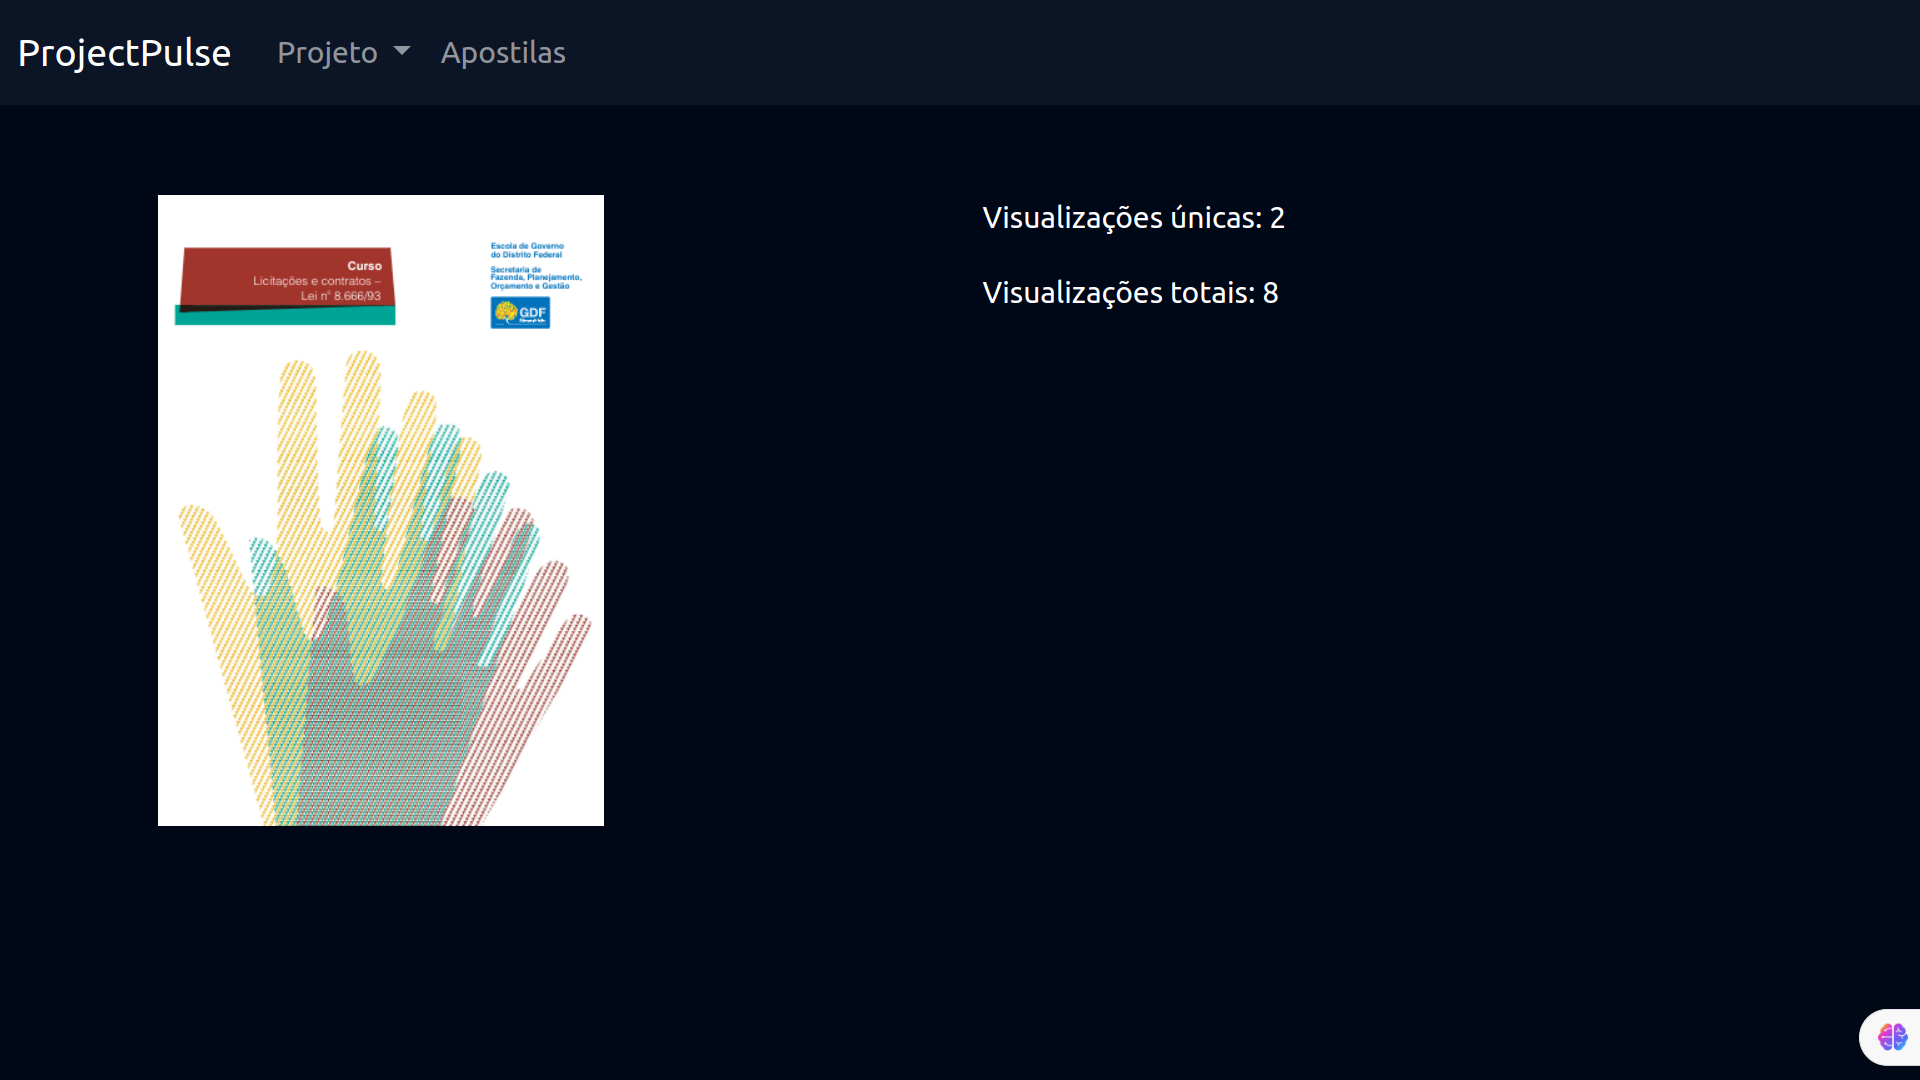 ProjectPulse Projeto Apostilas
Curso
Licitações e contratos –
Lei nº 8.666/93
Escola de Governo
do Distrito Federal
Secretaria de
Fazenda, Planejamento,
Orçamento e Gestão
GDF
Visualizações únicas: 2
Visualizações totais: 8